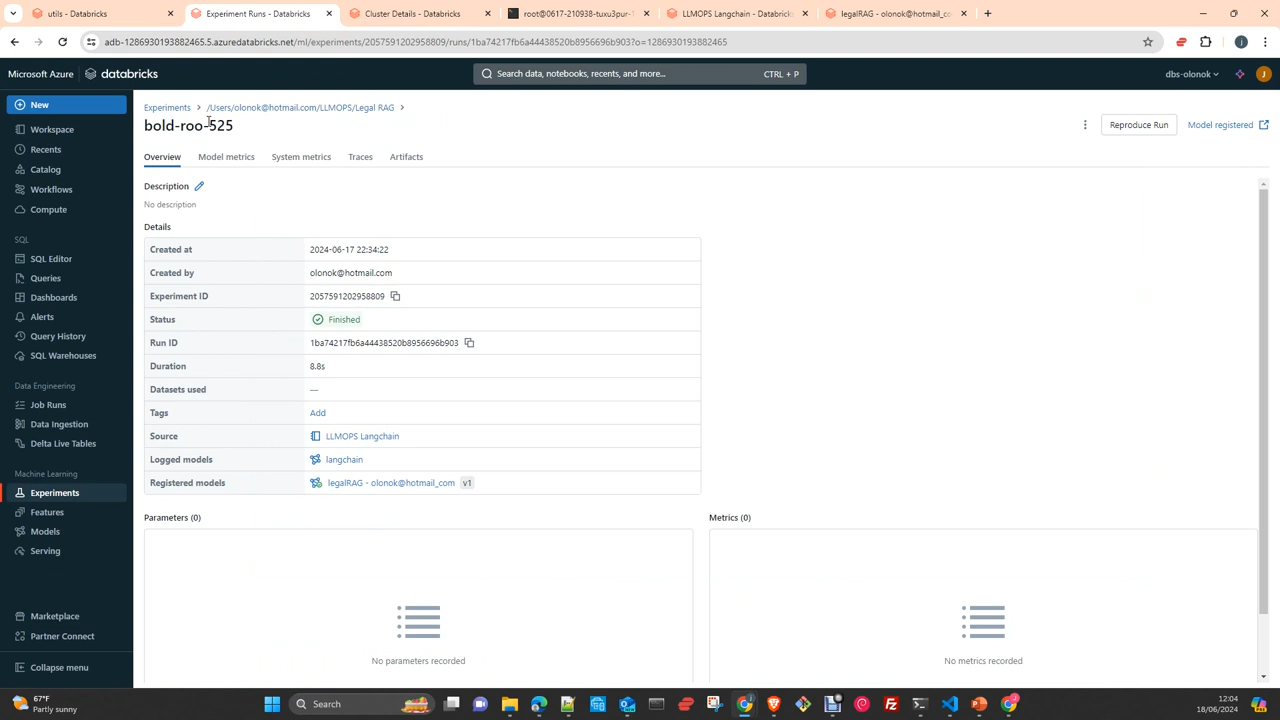 utils - Databricks
Experiment Runs - Databricks
Cluster Details - Databricks
root@0617-210938-tuxu3pur-1
LLMOPS Langchain - Databricks
legalRAG - olonok@hotmail_co
adb-1286930193882465.5.azuredatabricks.net/ml/experiments/2057591202958809/runs/1ba74217fb6a44438520b8956696b903?o=1286930193882465
Microsoft Azure
databricks
Search data, notebooks, recents, and more...
CTRL + P
dbs-olonok
J
New
Workspace
Recents
Catalog
Workflows
Compute
SQL
SQL Editor
Queries
Dashboards
Alerts
Query History
SQL Warehouses
Data Engineering
Job Runs
Data Ingestion
Delta Live Tables
Machine Learning
Experiments
Features
Models
Serving
Marketplace
Partner Connect
Collapse menu
Experiments > /Users/olonok@hotmail.com/LLMOPS/Legal RAG >
bold-roo-525
Reproduce Run
Model registered
Overview
Model metrics
System metrics
Traces
Artifacts
Description
No description
Details
Created at 2024-06-17 22:34:22
Created by olonok@hotmail.com
Experiment ID 2057591202958809
Status Finished
Run ID 1ba74217fb6a44438520b8956696b903
Duration 8.8s
Datasets used —
Tags Add
Source LLMOPS Langchain
Logged models langchain
Registered models legalRAG - olonok@hotmail_com v1
Parameters (0)
Metrics (0)
No parameters recorded
No metrics recorded
67°F
Partly sunny
Search
12:04
18/06/2024